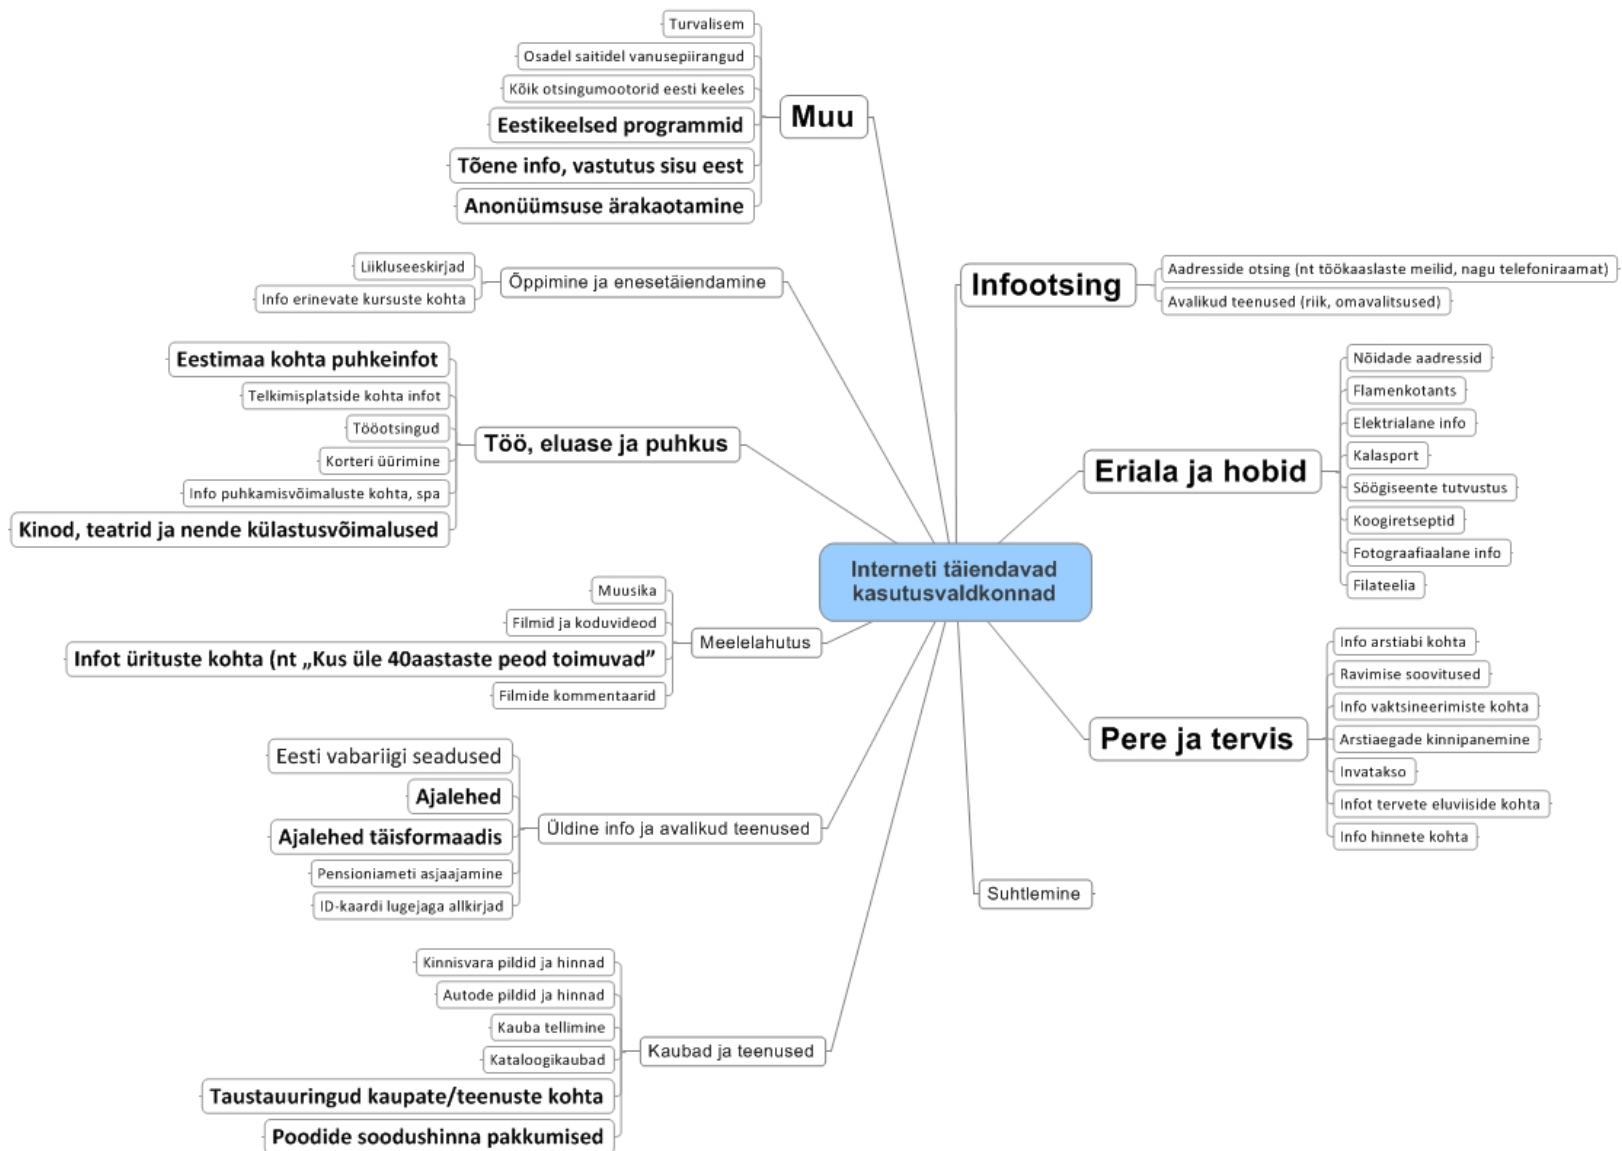 Turvalisem
Osadel saitidel vanusepiirangud
Kõik otsingumootorid eesti keeles
Eestikeelsed programmid
Tõene info, vastutus sisu eest
Anonüümsuse ärakaotamine
Muu
Liikluseeskirjad
Info erinevate kursuste kohta
Õppimine ja enesetäiendamine
Eestimaa kohta puhkeinfot
Telkimisplatside kohta infot
Tööotsingud
Korteri üürimine
Info puhkamisvõimaluste kohta, spa
Kinod, teatrid ja nende külastusvõimalused
Töö, eluase ja puhkus
Muusika
Filmid ja koduvideod
Infot ürituste kohta (nt „Kus üle 40aastaste peod toimuvad”
Filmide kommentaarid
Meelelahutus
Eesti vabariigi seadused
Ajalehed
Ajalehed täisformaadis
Pensioniameti asjaajamine
ID-kaardi lugejaga allkirjad
Üldine info ja avalikud teenused
Kinnisvara pildid ja hinnad
Autode pildid ja hinnad
Kauba tellimine
Kataloogikaubad
Taustauuringud kaupate/teenuste kohta
Poodide soodushinna pakkumised
Kaubad ja teenused
Interneti täiendavad
kasutusvaldkonnad
Infootsing
Aadresside otsing (nt töökaaslaste meilid, nagu telefoniraamat)
Avalikud teenused (riik, omavalitsused)
Eriala ja hobid
Nõidade aadressid
Flamenkotants
Elektrialane info
Kalasport
Söögiseente tutvustus
Koogiretseptid
Fotograafiaalane info
Filateelia
Pere ja tervis
Info arstiabi kohta
Ravimise soovitused
Info vaktsineerimiste kohta
Arstiaegade kinnipanemine
Invatakso
Infot tervete eluviiside kohta
Info hinnete kohta
Suhtlemine